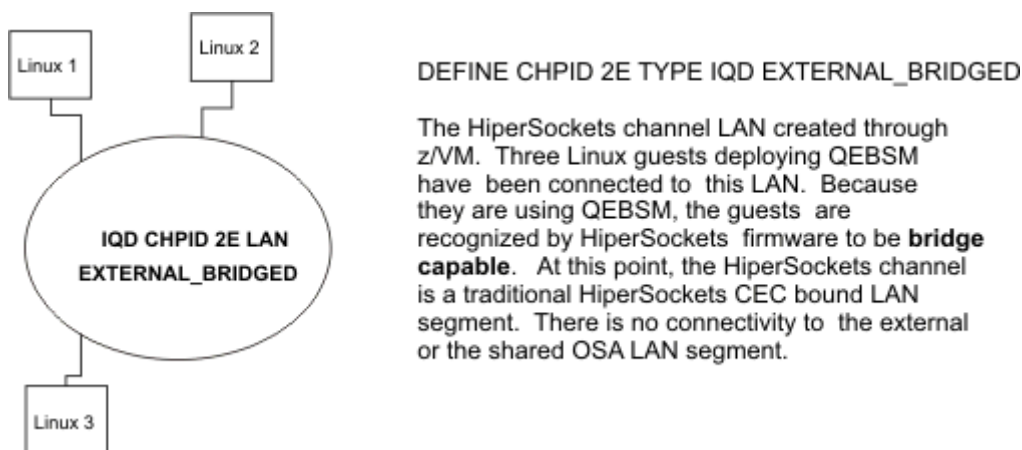 Linux 1
Linux 2
IQD CHPID 2E LAN
EXTERNAL_BRIDGED
Linux 3
DEFINE CHPID 2E TYPE IQD EXTERNAL_BRIDGED
The HiperSockets channel LAN created through
z/VM. Three Linux guests deploying QEBSM
have been connected to this LAN. Because
they are using QEBSM, the guests are
recognized by HiperSockets firmware to be bridge
capable. At this point, the HiperSockets channel
is a traditional HiperSockets CEC bound LAN
segment. There is no connectivity to the external
or the shared OSA LAN segment.